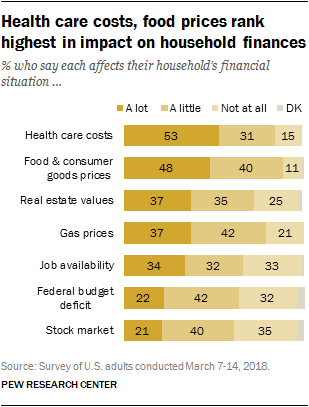 Health care costs, food prices rank
highest in impact on household finances
% who say each affects their household's financial
situation ...
A lot A little Not at all DK
Health care costs 53 31 15
Food & consumer
goods prices 48 40 11
Real estate values 37 35 25
Gas prices 37 42 21
Job availability 34 32 33
Federal budget
deficit 22 42 32
Stock market 21 40 35
Source: Survey of U.S. adults conducted March 7-14, 2018.
PEW RESEARCH CENTER